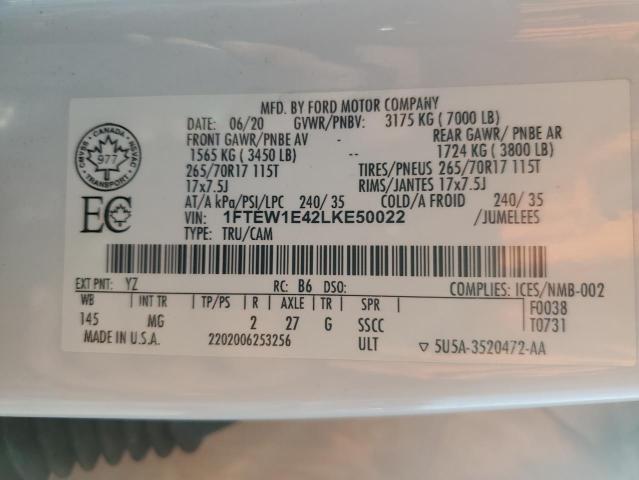 MFD. BY FORD MOTOR COMPANY
DATE: 06/20 GVWR/PNBV: 3175 KG ( 7000 LB)
FRONT GAWR/PNBE AV -- REAR GAWR/ PNBE AR
1565 KG ( 3450 LB) -- 1724 KG ( 3800 LB)
265/70R17 115T TIRES/PNEUS 265/70R17 115T
17x7.5J RIMS/JANTES 17x7.5J
AT/A kPa/PSI/LPC 240/ 35 COLD/A FROID 240/ 35
VIN: 1FTEW1E42LKE50022 /JUMELEES
TYPE: TRU/CAM
CANADA
CMVSS NSVAC
977
TRANSPORT
EC
EXT PNT: YZ RC: B6 DSO: COMPLIES: ICES/NMB-002
WB INT TR TP/PS R AXLE TR SPR F0038
145 MG 2 27 G SSCC T0731
MADE IN U.S.A. 2202006253256 ULT ▽ 5U5A-3520472-AA